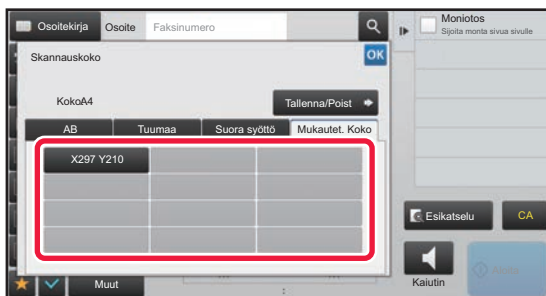 Osoitekirja
Osoite
Faksinumero
Moniotos
Sijoita monta sivua sivulle
Skannauskoko
OK
KokoA4
Tallenna/Poist
AB
Tuumaa
Suora syöttö
Mukautet. Koko
X297 Y210
Esikatselu
CA
Muut
Kaiutin